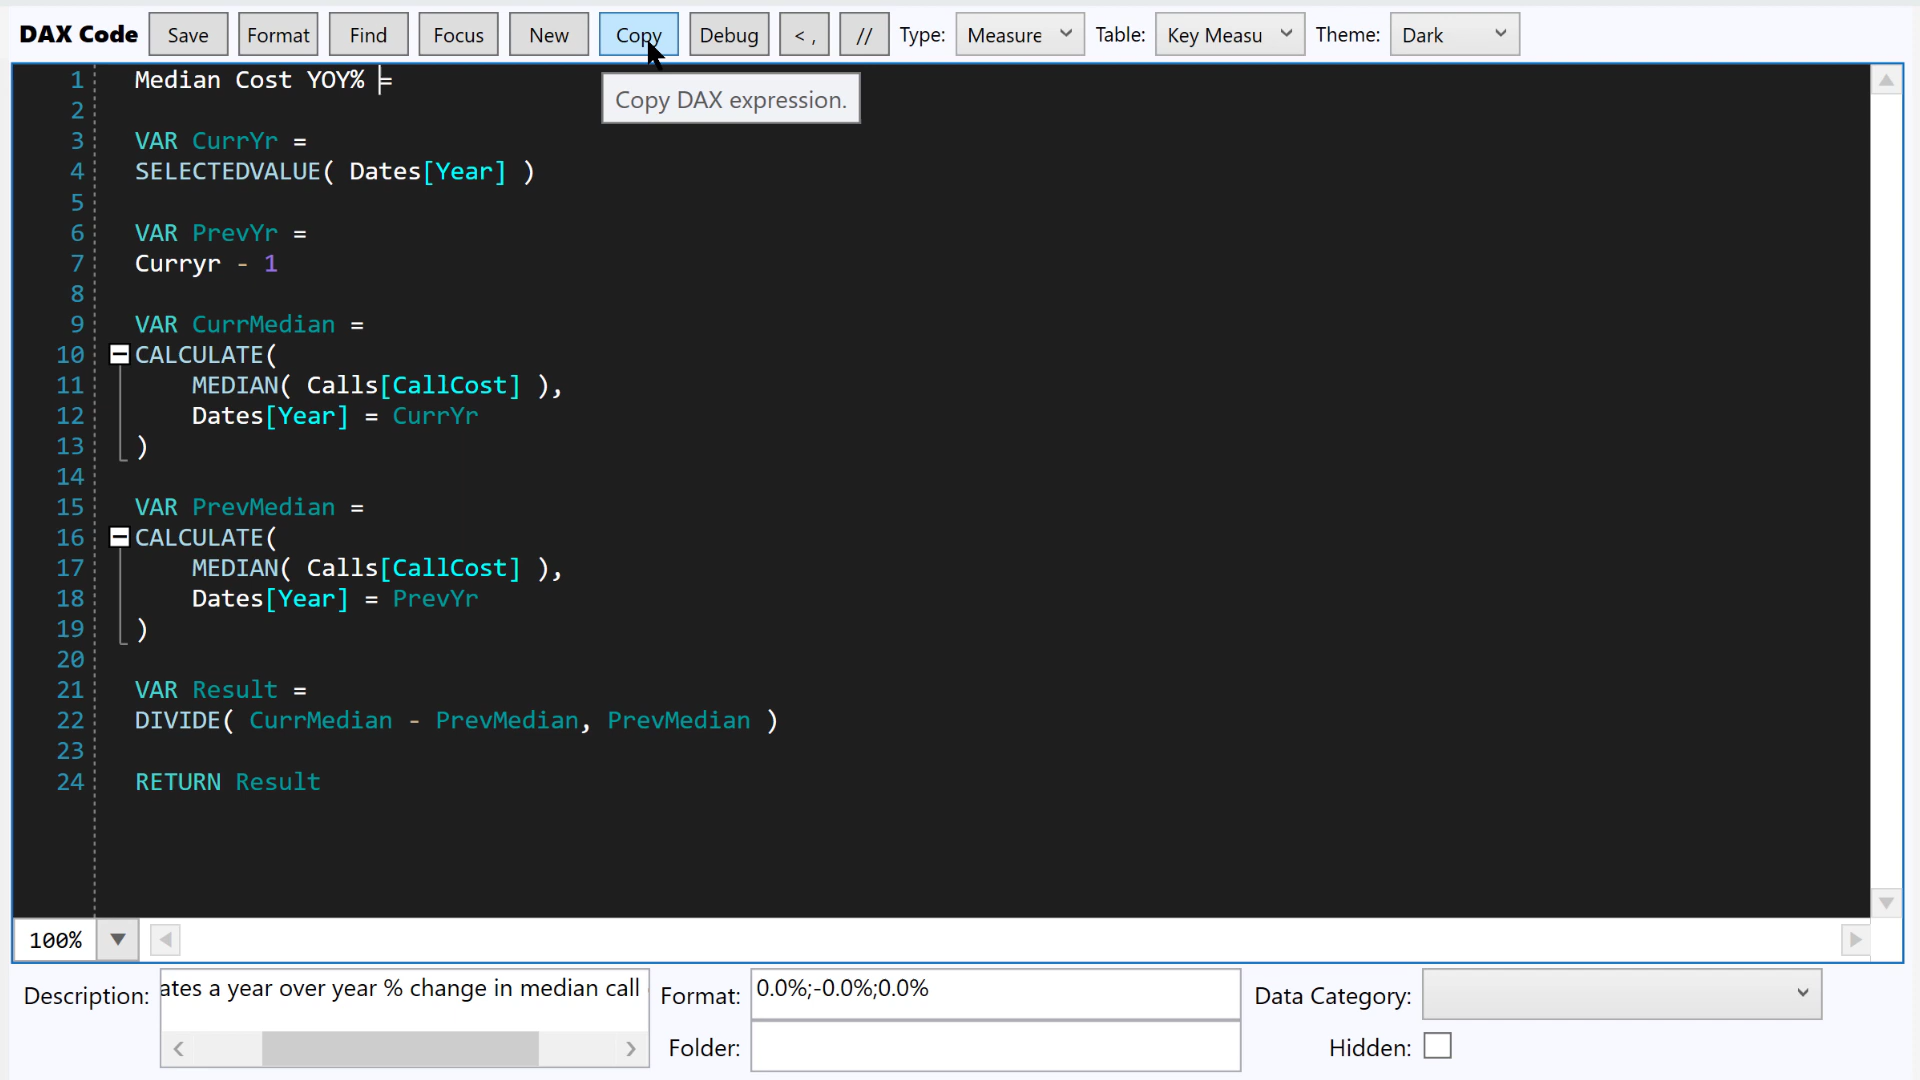 DAX Code Save Format Find Focus New Copy Debug < , // Type: Measure Table: Key Measu Theme: Dark
Copy DAX expression.
1 Median Cost YOY% =
2
3 VAR CurrYr =
4 SELECTEDVALUE( Dates[Year] )
5
6 VAR PrevYr =
7 Curryr - 1
8
9 VAR CurrMedian =
10 CALCULATE(
11 MEDIAN( Calls[CallCost] ),
12 Dates[Year] = CurrYr
13 )
14
15 VAR PrevMedian =
16 CALCULATE(
17 MEDIAN( Calls[CallCost] ),
18 Dates[Year] = PrevYr
19 )
20
21 VAR Result =
22 DIVIDE( CurrMedian - PrevMedian, PrevMedian )
23
24 RETURN Result
100%
Description: ates a year over year % change in median call Format: 0.0%;-0.0%;0.0% Data Category:
Folder: Hidden: